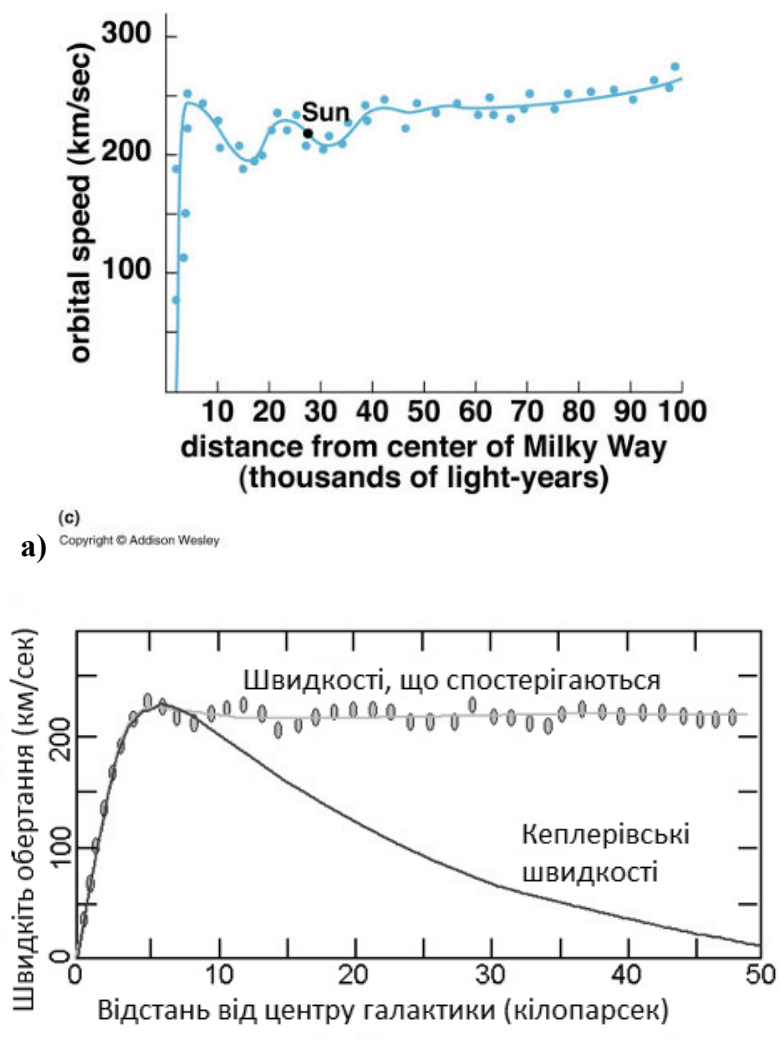 300
200
100
orbital speed (km/sec)
Sun
10 20 30 40 50 60 70 80 90 100
distance from center of Milky Way
(thousands of light-years)
(c)
а) Copyright © Addison Wesley
Швидкіть обертання (км/сек)
200
100
0
Швидкості, що спостерігаються
Кеплерівські
швидкості
0 10 20 30 40 50
Відстань від центру галактики (кілопарсек)